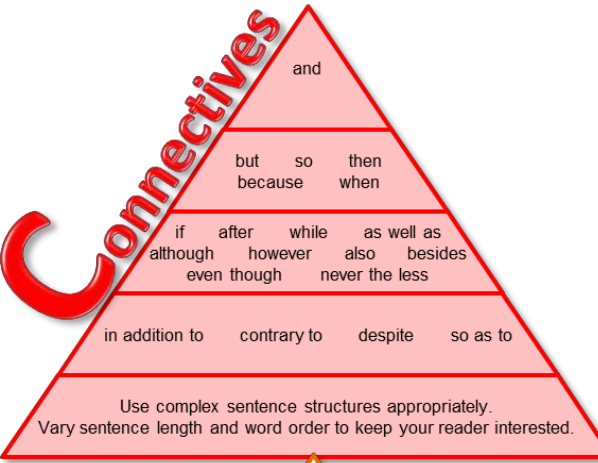 Connectives
and
but so then
because when
if after while as well as
although however also besides
even though never the less
in addition to contrary to despite so as to
Use complex sentence structures appropriately.
Vary sentence length and word order to keep your reader interested.